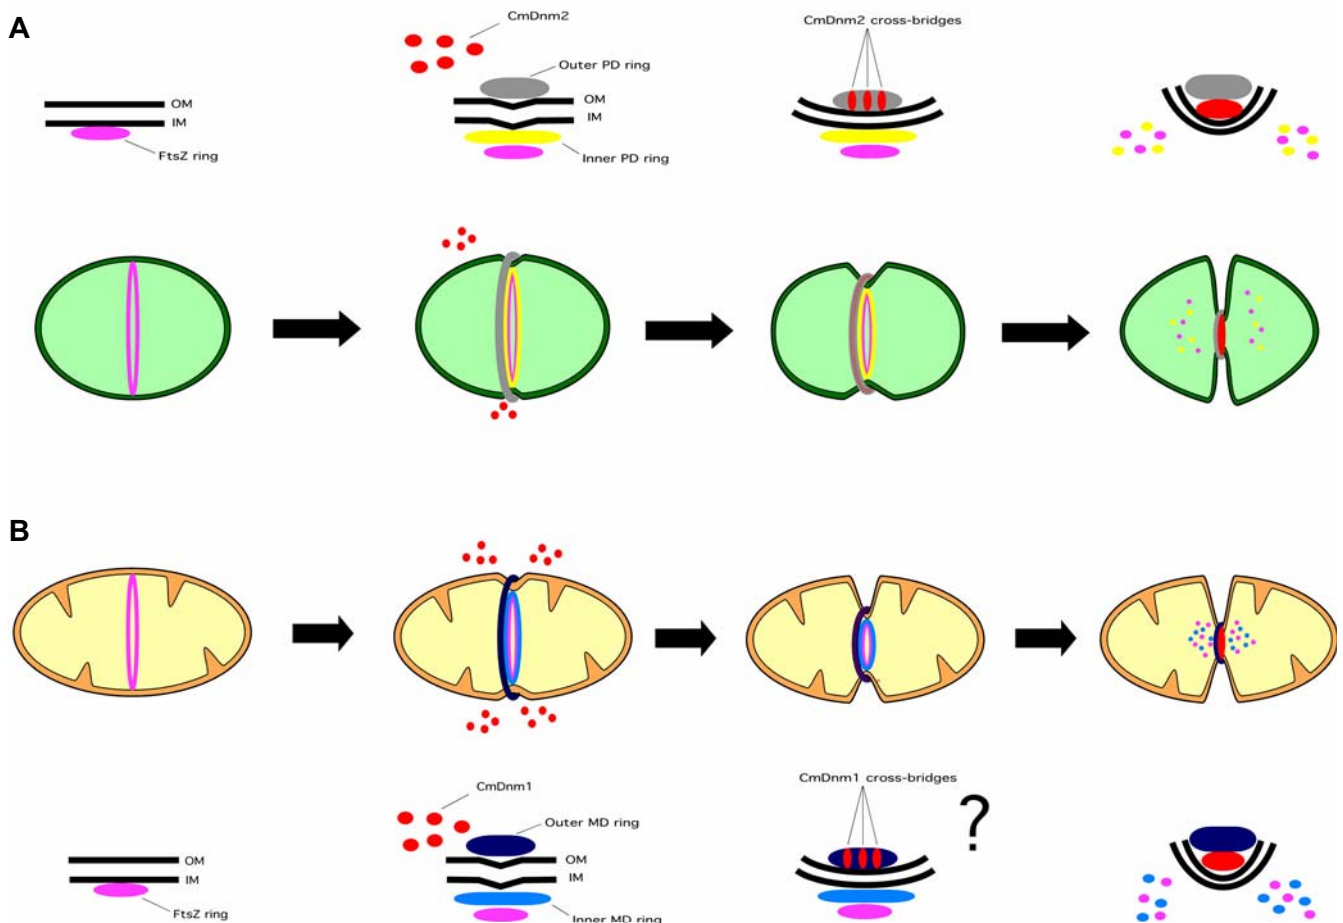 A
CmDnm2
CmDnm2 cross-bridges
Outer PD ring
OM
OM
IM
IM
FtsZ ring
Inner PD ring
B
CmDnm1
CmDnm1 cross-bridges
?
Outer MD ring
OM
OM
IM
IM
FtsZ ring
Inner MD ring